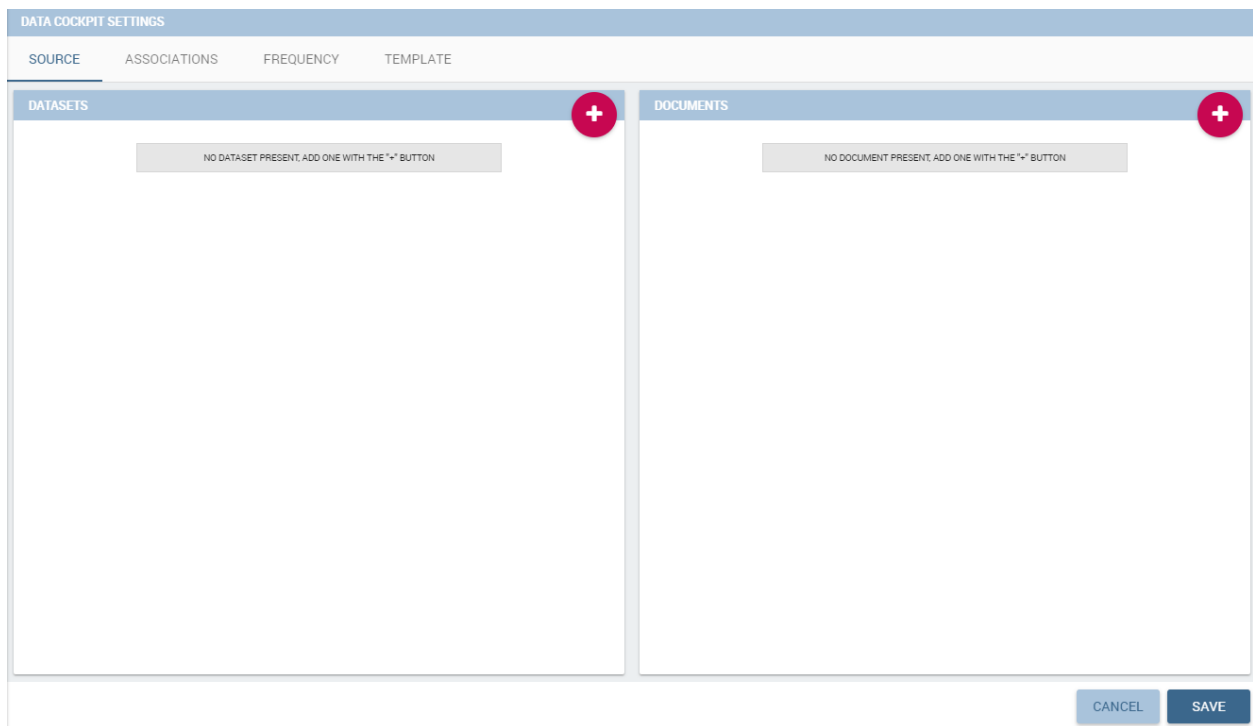 DATA COCKPIT SETTINGS
SOURCE ASSOCIATIONS FREQUENCY TEMPLATE
DATASETS
NO DATASET PRESENT, ADD ONE WITH THE "+" BUTTON
DOCUMENTS
NO DOCUMENT PRESENT, ADD ONE WITH THE "+" BUTTON
CANCEL SAVE